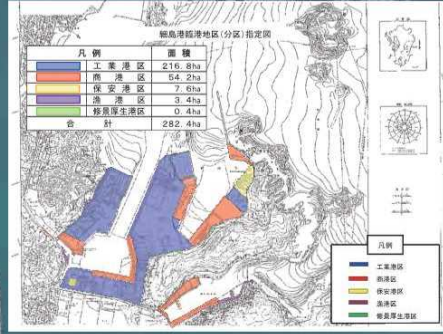 細島港臨港地区(分区)指定図
凡例 面積
工業港区 216.8ha
商港区 54.2ha
保安港区 7.6ha
漁港区 3.4ha
修景厚生港区 0.4ha
合計 282.4ha
凡例
工業港区
商港区
保安港区
漁港区
修景厚生港区